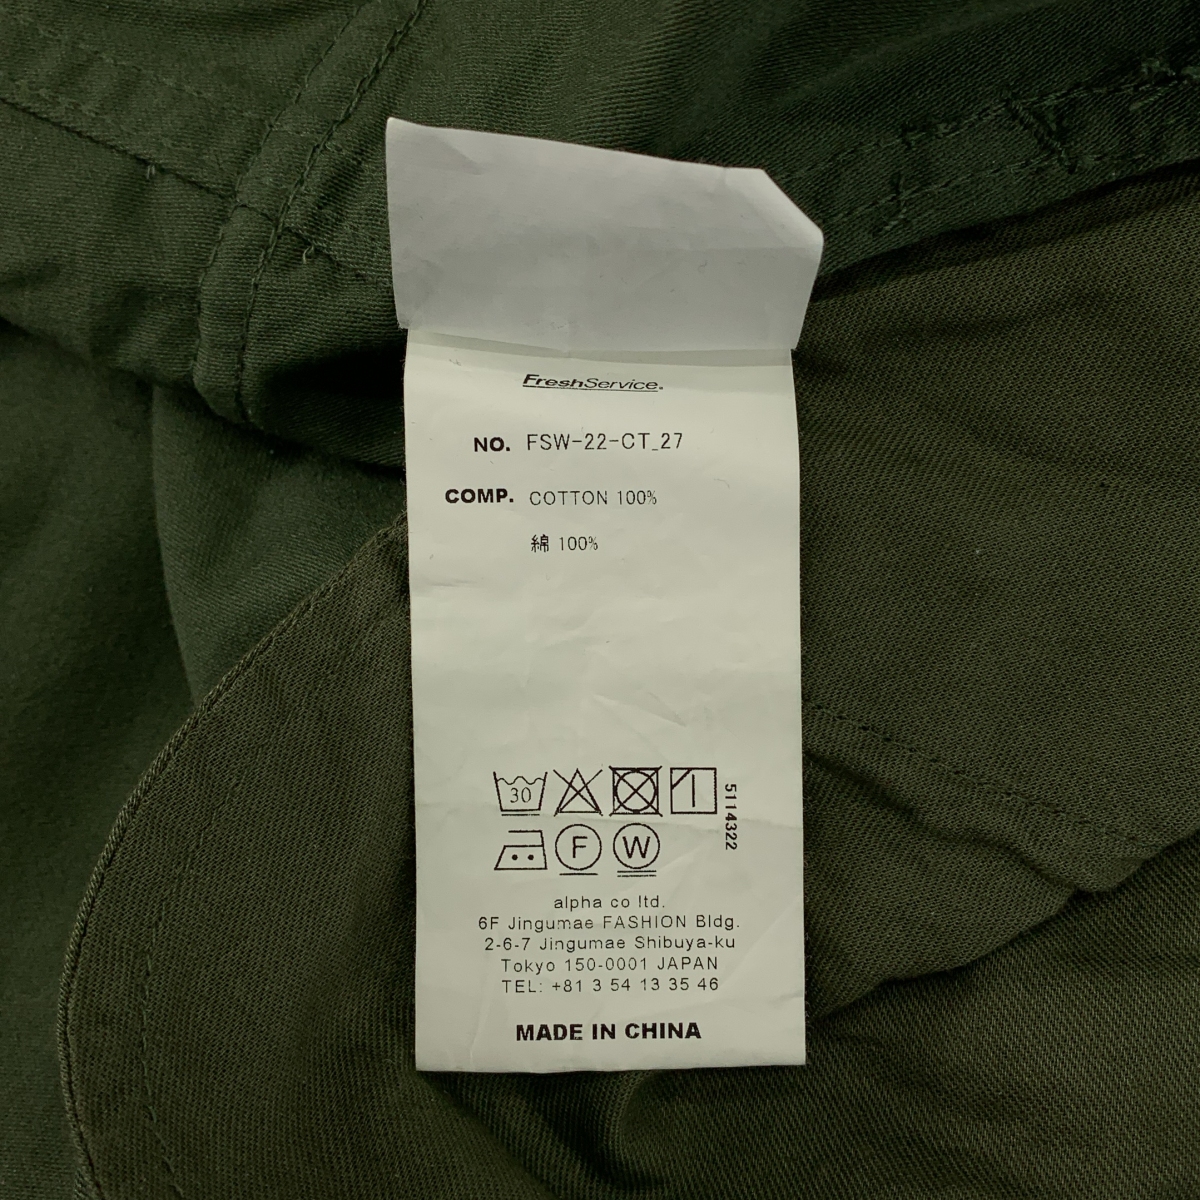 FreshService.
NO. FSW-22-CT_27
COMP. COTTON 100%
綿 100%
30
5114322
F W
alpha co ltd.
6F Jingumae FASHION Bldg.
2-6-7 Jingumae Shibuya-ku
Tokyo 150-0001 JAPAN
TEL: +81 3 54 13 35 46
MADE IN CHINA